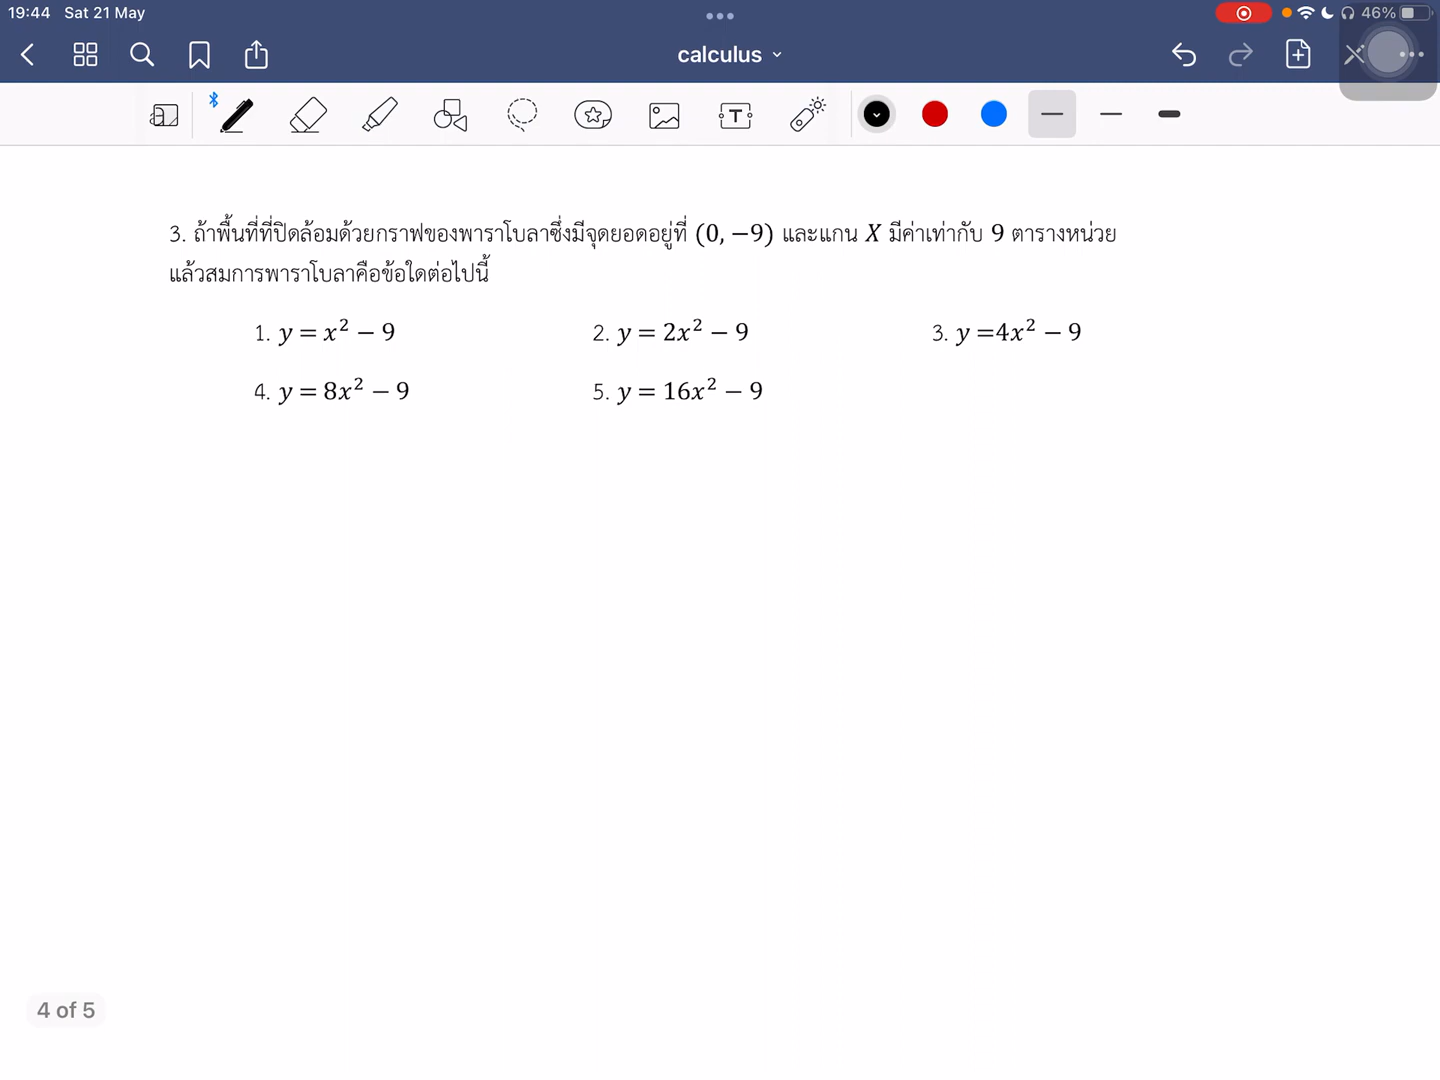 19:44 Sat 21 May 46%
calculus
T
3. ถ้าพื้นที่ที่ปิดล้อมด้วยกราฟของพาราโบลาซึ่งมีจุดยอดอยู่ที่ (0, −9) และแกน X มีค่าเท่ากับ 9 ตารางหน่วย
แล้วสมการพาราโบลาคือข้อใดต่อไปนี้
1. y = x² − 9 2. y = 2x² − 9 3. y =4x² − 9
4. y = 8x² − 9 5. y = 16x² − 9
4 of 5